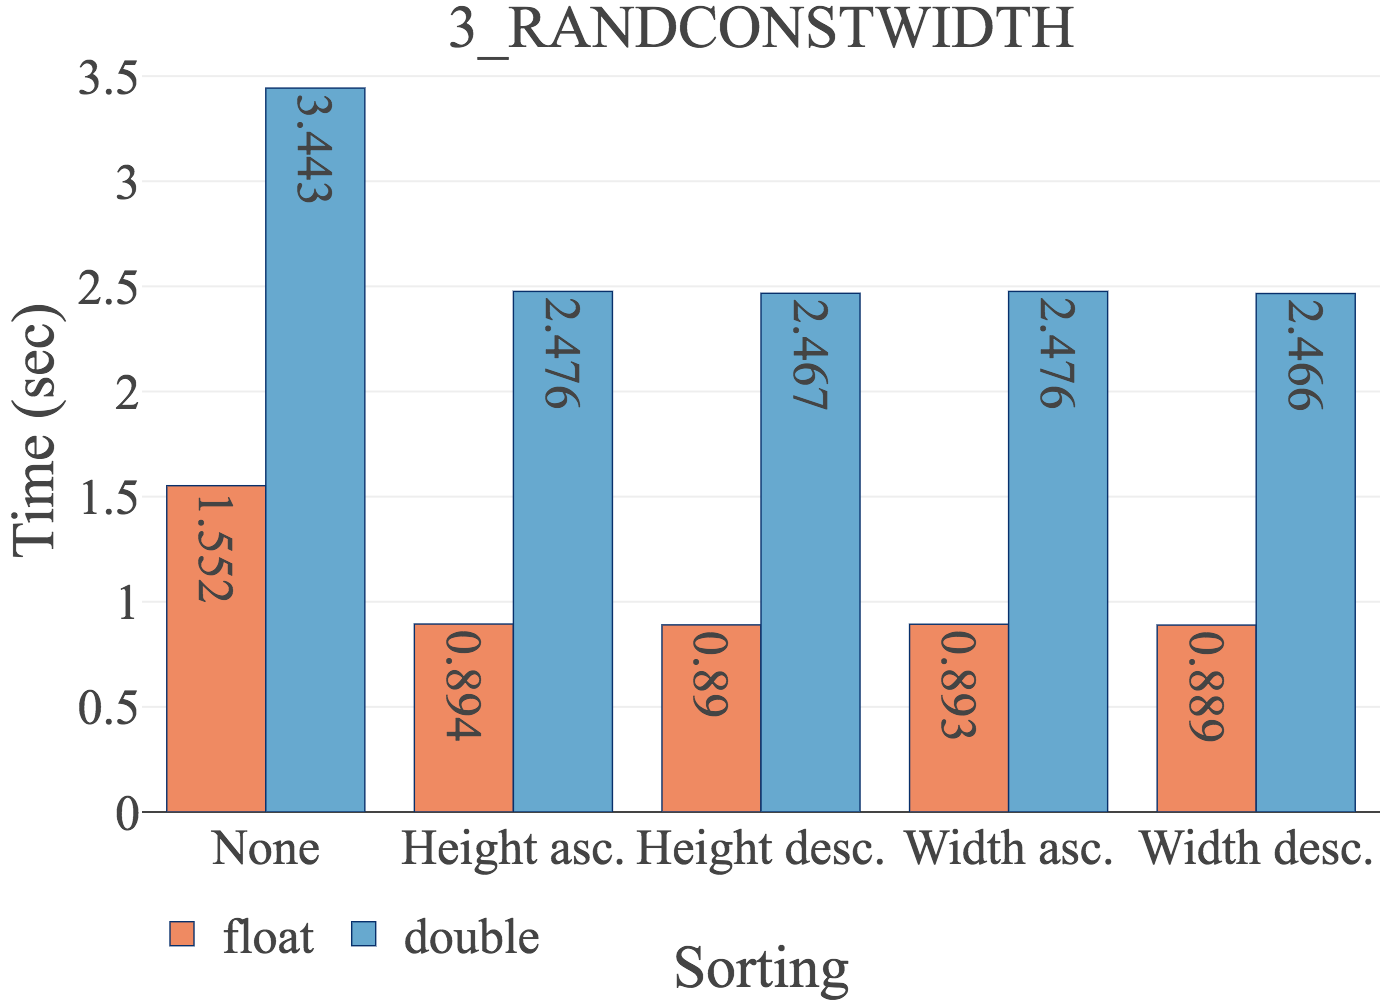 3_RANDCONSTWIDTH
Time (sec)
3.5
3
2.5
2
1.5
1
0.5
0
1.552
3.443
0.894
2.476
0.89
2.467
0.893
2.476
0.889
2.466
None
Height asc.
Height desc.
Width asc.
Width desc.
float
double
Sorting